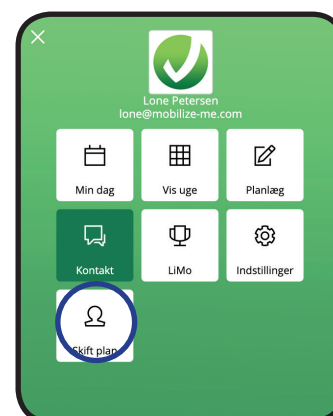 Lone Petersen
lone@mobilize-me.com
Min dag
Vis uge
Planlæg
Kontakt
LiMo
Indstillinger
Skift plan